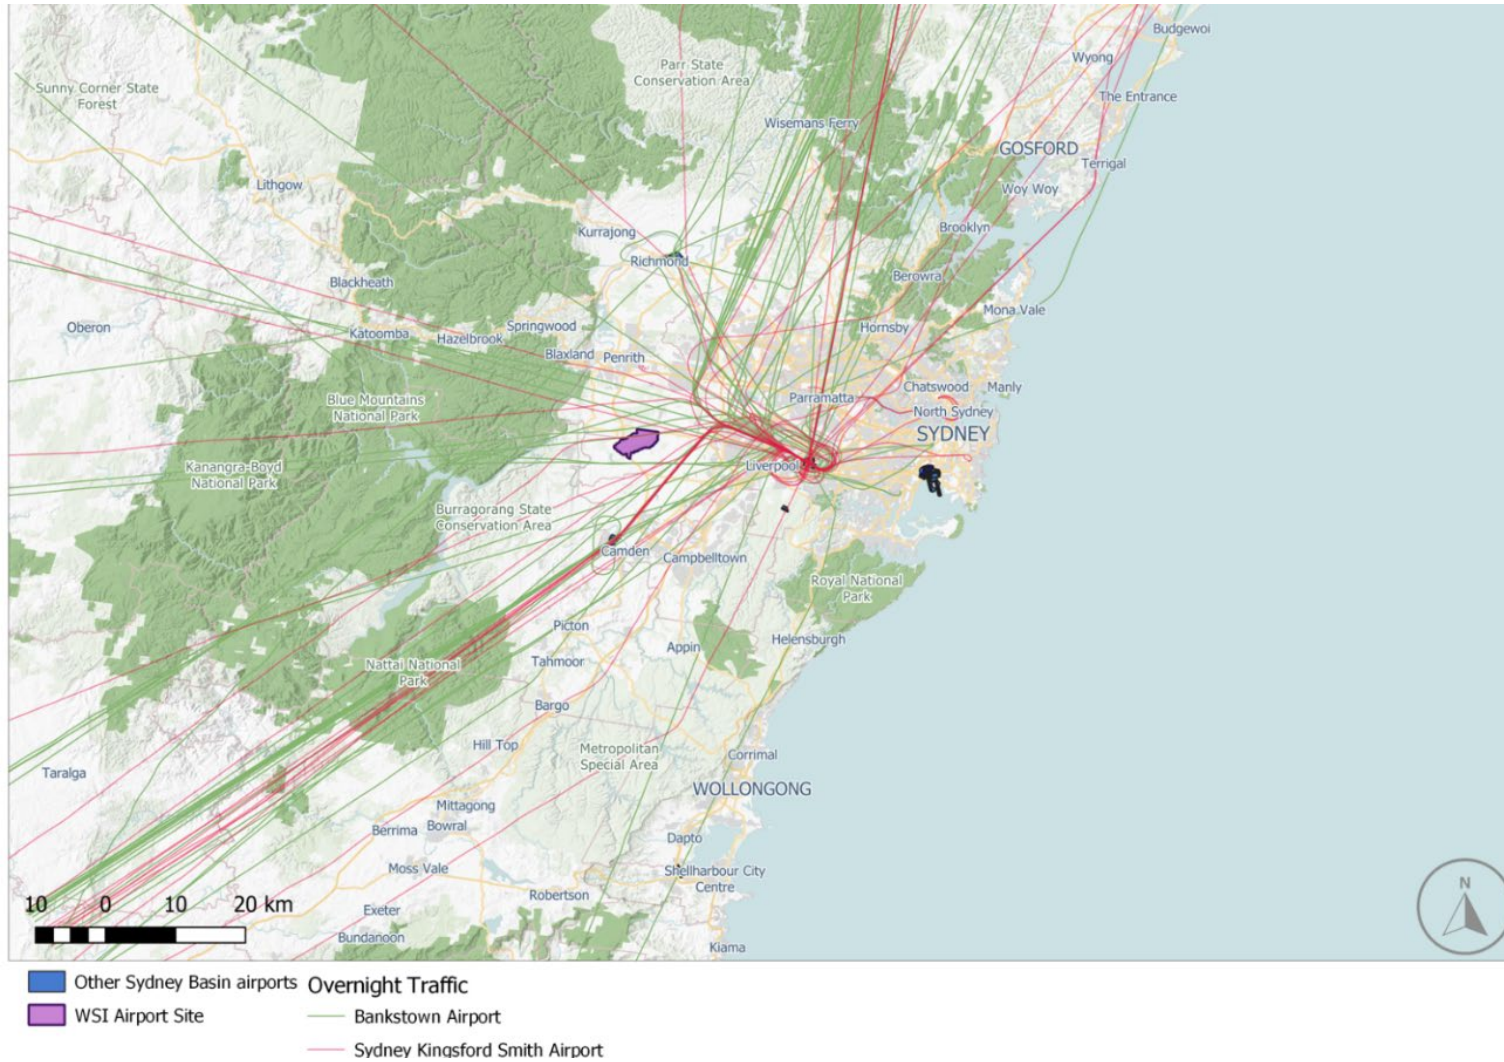 Budgewoi
Wyong
Parr State
Conservation Area
Sunny Corner State
Forest
The Entrance
Wisemans Ferry
GOSFORD
Terrigal
Lithgow
Woy Woy
Kurrajong
Brooklyn
Richmond
Berowra
Blackheath
Mona Vale
Oberon
Katoomba
Hazelbrook
Springwood
Hornsby
Blaxland
Penrith
Chatswood
Manly
Blue Mountains
National Park
Parramatta
North Sydney
SYDNEY
Kanangra-Boyd
National Park
Liverpool
Burragorang State
Conservation Area
Camden
Campbelltown
Royal National
Park
Picton
Appin
Helensburgh
Nattai National
Park
Tahmoor
Bargo
Hill Top
Metropolitan
Special Area
Corrimal
Taralga
WOLLONGONG
Mittagong
Berrima
Bowral
Dapto
Moss Vale
Shellharbour City
Centre
Robertson
10 0 10 20 km
Exeter
Bundanoon
Kiama
N
Other Sydney Basin airports
WSI Airport Site
Overnight Traffic
Bankstown Airport
Sydney Kingsford Smith Airport